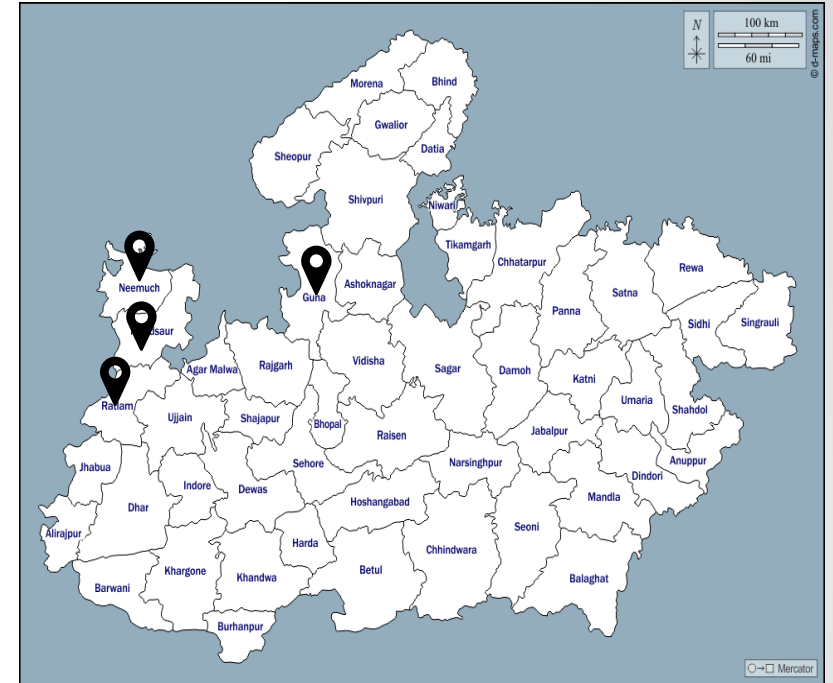 N
100 km
60 mi
© d-maps.com
Morena
Bhind
Gwalior
Datia
Sheopur
Shivpuri
Niwari
Tikamgarh
Chhatarpur
Neemuch
Guna
Ashoknagar
Panna
Satna
Rewa
Sidhi
Singrauli
Agar Malwa
Rajgarh
Vidisha
Sagar
Damoh
Katni
Umaria
Shahdol
Ratlam
Ujjain
Shajapur
Bhopal
Raisen
Jabalpur
Anuppur
Jhabua
Sehore
Narsinghpur
Dindori
Indore
Dewas
Hoshangabad
Mandla
Dhar
Seoni
Alirajpur
Harda
Chhindwara
Barwani
Khargone
Khandwa
Betul
Balaghat
Burhanpur
Mercator